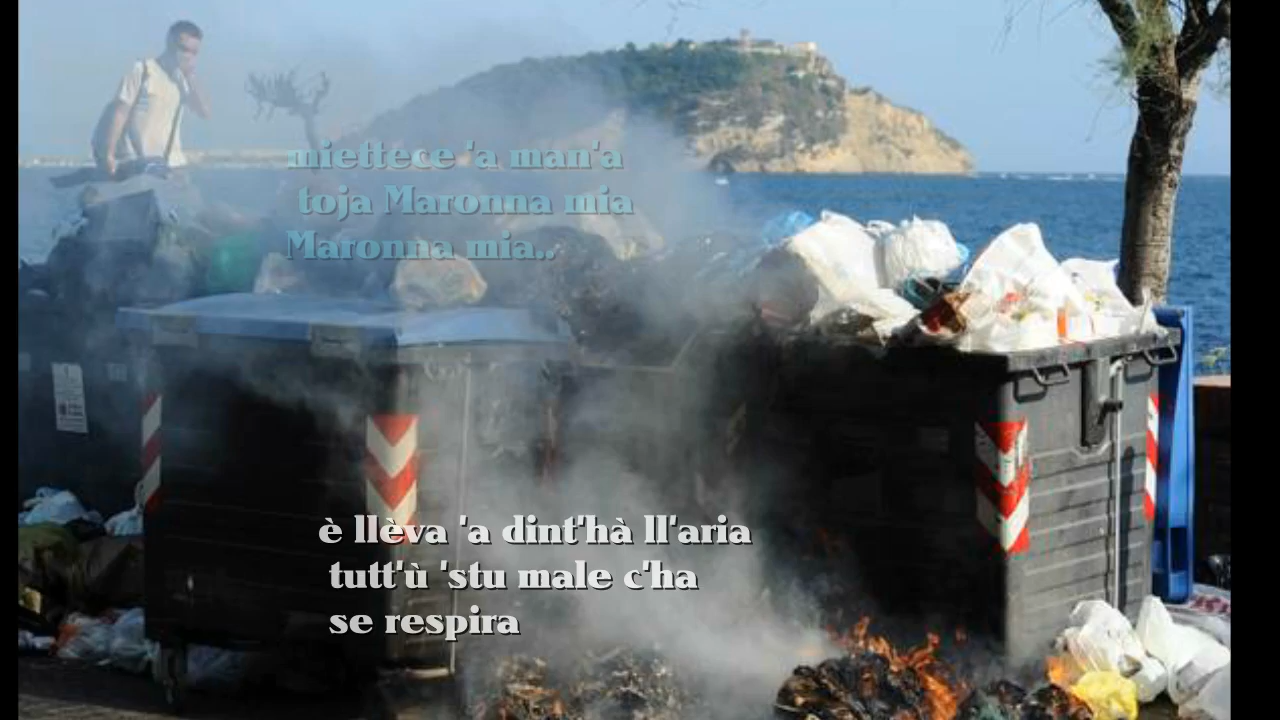 miettece 'a man'a
toja Maronna mia
Maronna mia..
è llèva 'a dint'hà ll'aria
tutt'ù 'stu male c'ha
se respira